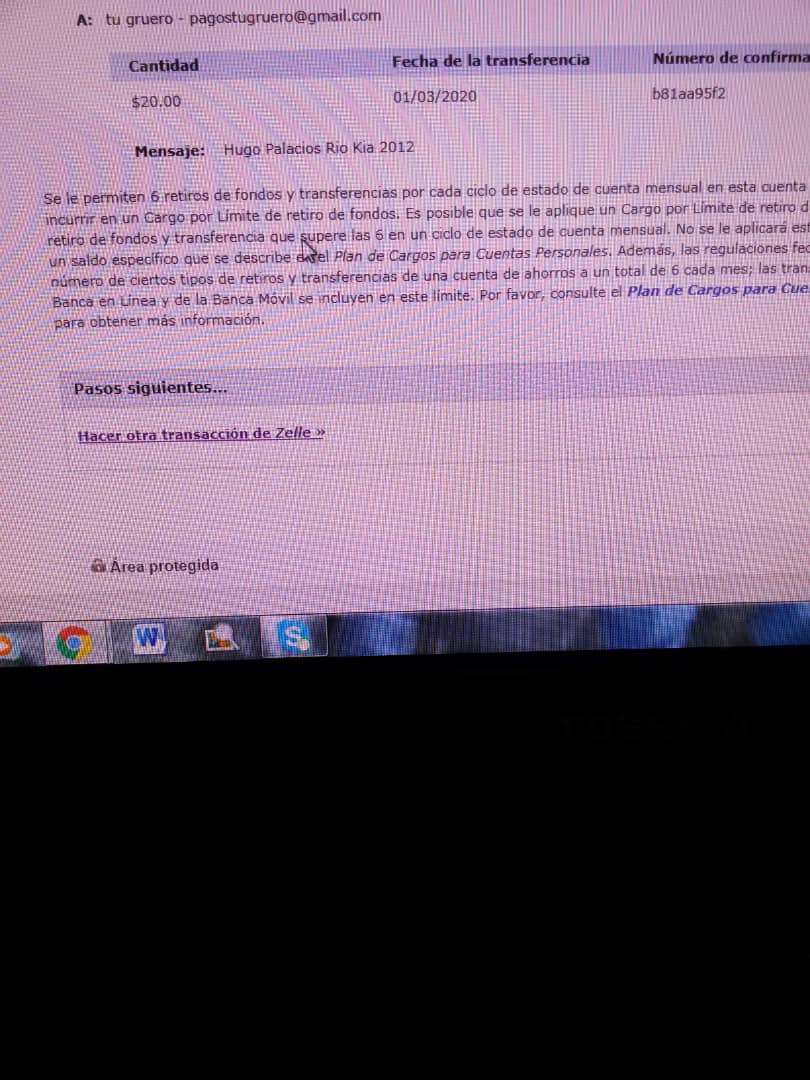 A: tu gruero - pagostugruero@gmail.com
Cantidad Fecha de la transferencia Número de confirma
$20.00 01/03/2020 b81aa95f2
Mensaje: Hugo Palacios Rio Kia 2012
Se le permiten 6 retiros de fondos y transferencias por cada ciclo de estado de cuenta mensual en esta cuenta
incurrir en un Cargo por Límite de retiro de fondos. Es posible que se le aplique un Cargo por Límite de retiro d
retiro de fondos y transferencia que supere las 6 en un ciclo de estado de cuenta mensual. No se le aplicará est
un saldo específico que se describe en el Plan de Cargos para Cuentas Personales. Además, las regulaciones fed
número de ciertos tipos de retiros y transferencias de una cuenta de ahorros a un total de 6 cada mes; las tran
Banca en Línea y de la Banca Móvil se incluyen en este límite. Por favor, consulte el Plan de Cargos para Cue
para obtener más información.
Pasos siguientes...
Hacer otra transacción de Zelle »
Área protegida
TOSHIBA